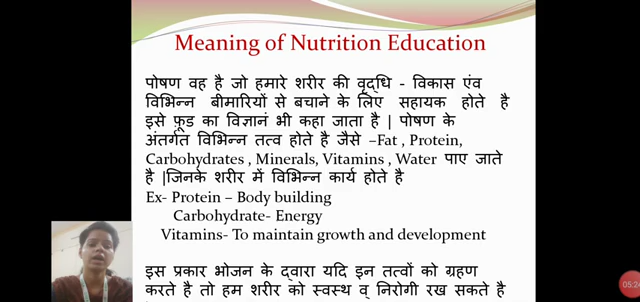 Meaning of Nutrition Education
पोषण वह है जो हमारे शरीर की वृद्धि - विकास एंव
विभिन्न बीमारियों से बचाने के लिए सहायक होते है
इसे फ़ूड का विज्ञानं भी कहा जाता है | पोषण के
अंतर्गत विभिन्न तत्व होते है जैसे –Fat , Protein,
Carbohydrates , Minerals, Vitamins , Water पाए जाते
है |जिनके शरीर में विभिन्न कार्य होते है
Ex- Protein – Body building
Carbohydrate- Energy
Vitamins- To maintain growth and development
इस प्रकार भोजन के द्वारा यदि इन तत्वों को ग्रहण
करते है तो हम शरीर को स्वस्थ व् निरोगी रख सकते है